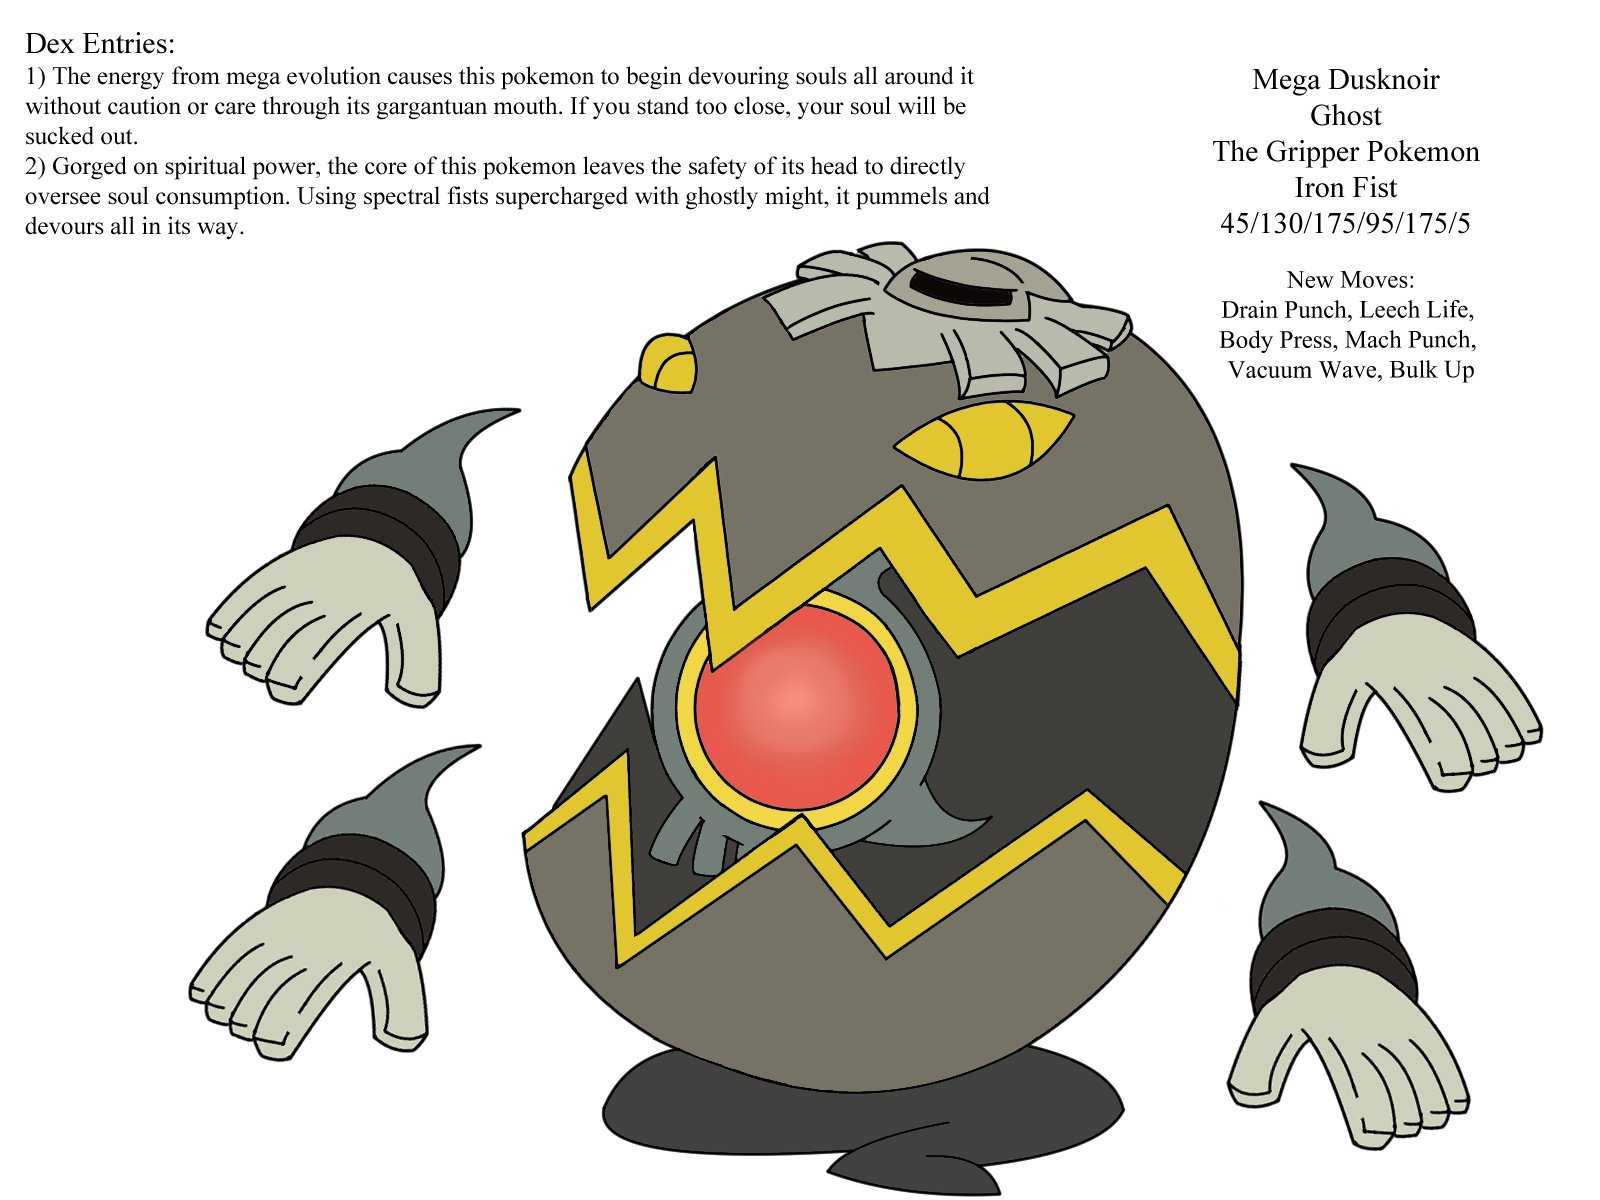 Dex Entries:
1) The energy from mega evolution causes this pokemon to begin devouring souls all around it
without caution or care through its gargantuan mouth. If you stand too close, your soul will be
sucked out.
2) Gorged on spiritual power, the core of this pokemon leaves the safety of its head to directly
oversee soul consumption. Using spectral fists supercharged with ghostly might, it pummels and
devours all in its way.
Mega Dusknoir
Ghost
The Gripper Pokemon
Iron Fist
45/130/175/95/175/5
New Moves:
Drain Punch, Leech Life,
Body Press, Mach Punch,
Vacuum Wave, Bulk Up